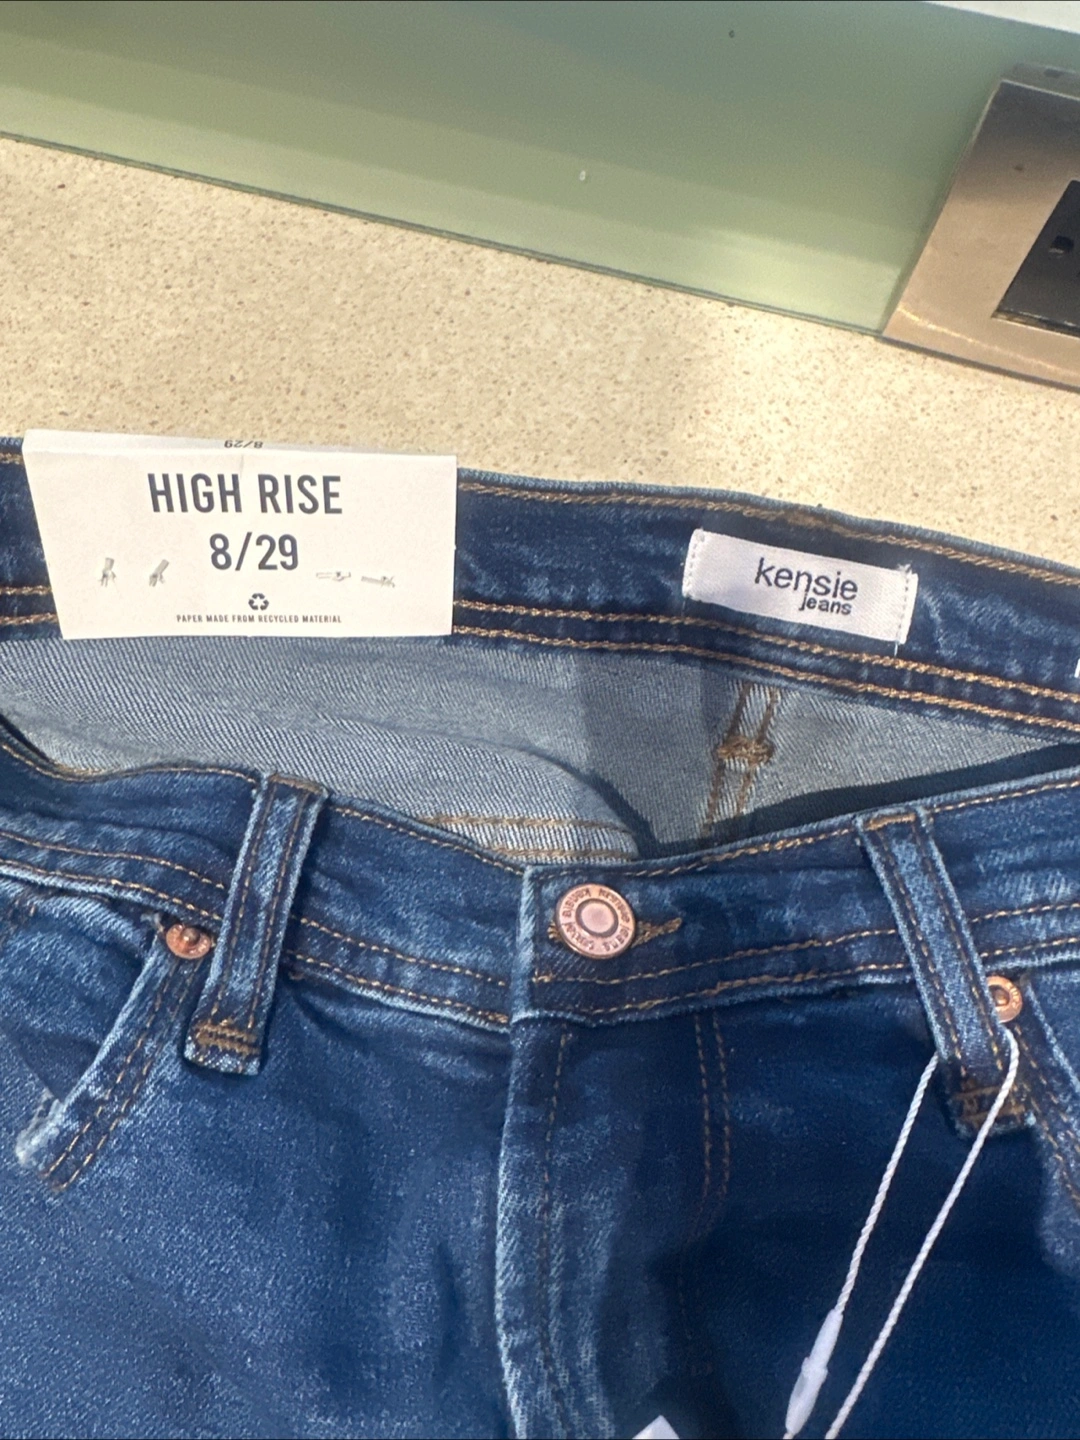 8/29
HIGH RISE
8/29
PAPER MADE FROM RECYCLED MATERIAL
kensie
jeans